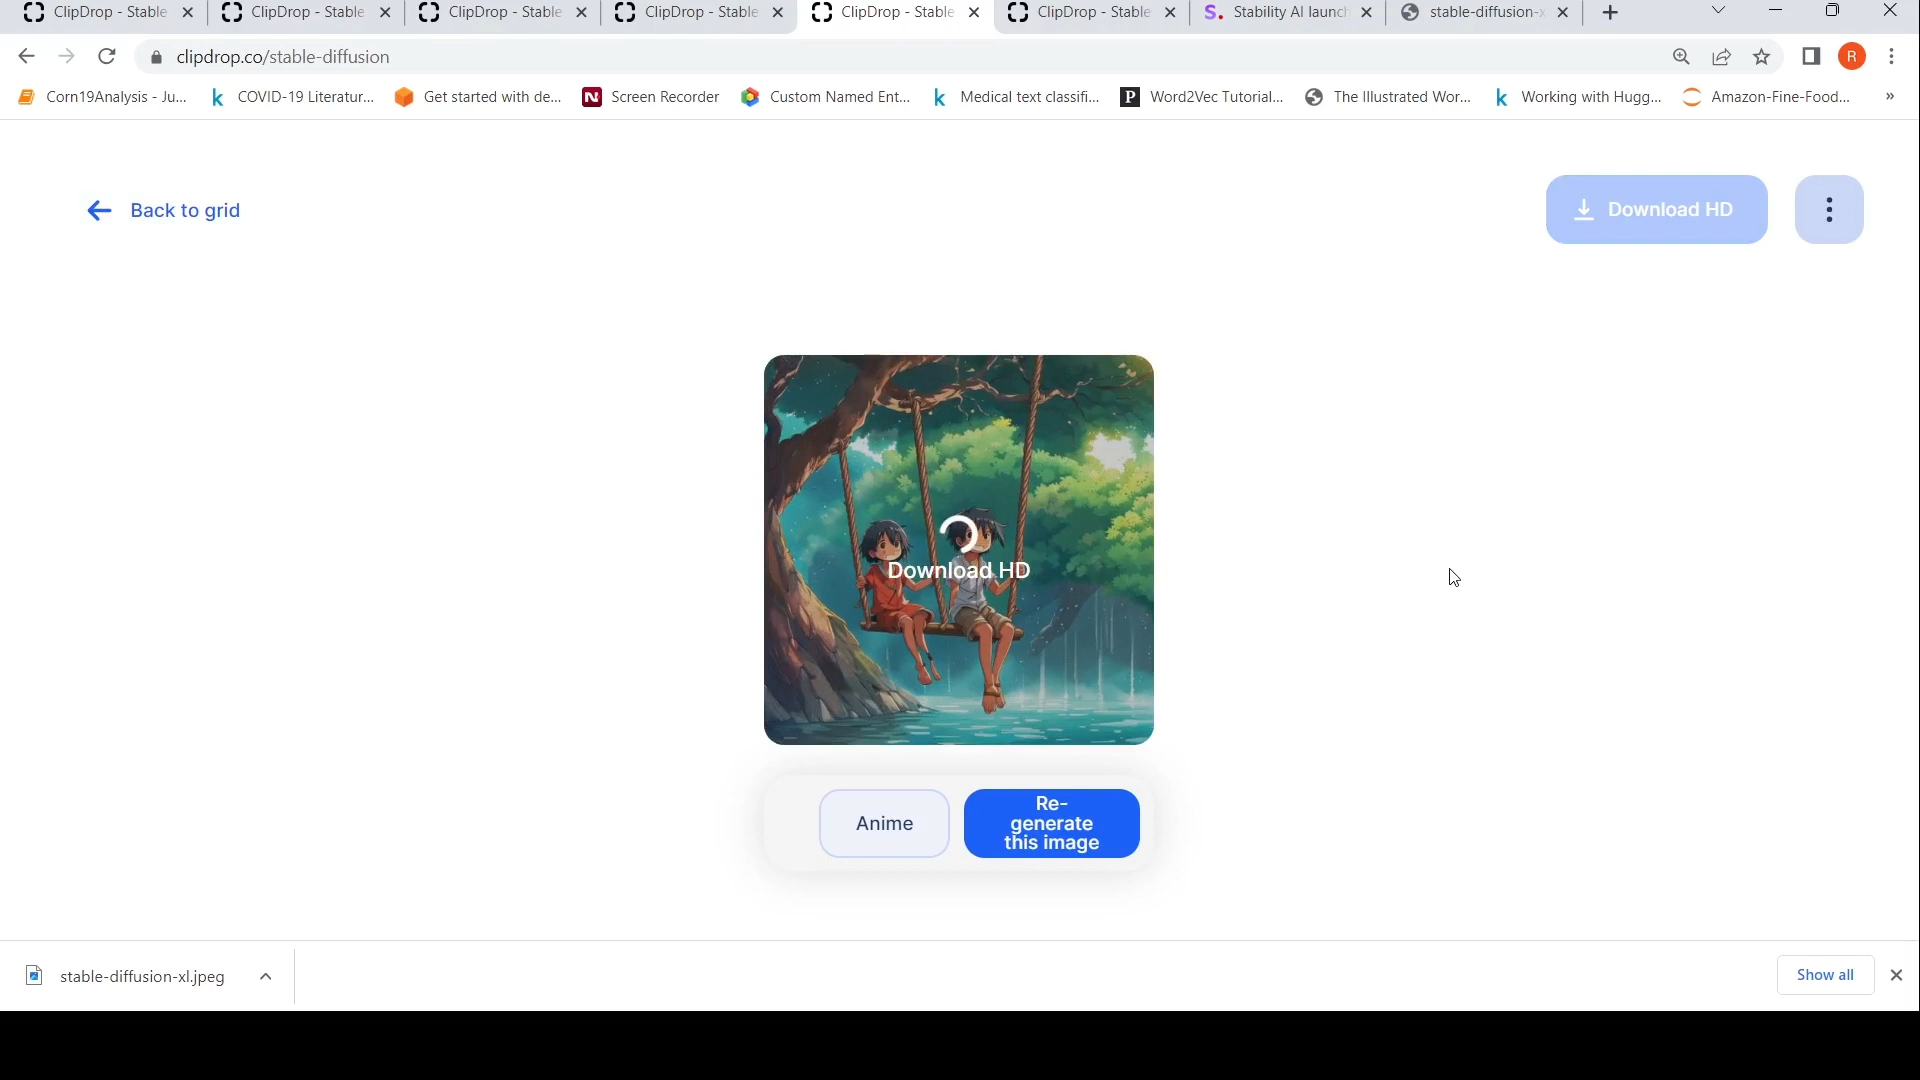 ClipDrop - Stable
ClipDrop - Stable
ClipDrop - Stable
ClipDrop - Stable
ClipDrop - Stable
ClipDrop - Stable
S. Stability AI launch
stable-diffusion-x
clipdrop.co/stable-diffusion
R
Corn19Analysis - Ju...
k COVID-19 Literatur...
Get started with de...
N Screen Recorder
Custom Named Ent...
k Medical text classifi...
P Word2Vec Tutorial...
The Illustrated Wor...
k Working with Hugg...
Amazon-Fine-Food...
»
Back to grid
Download HD
Download HD
Anime
Re-
generate
this image
stable-diffusion-xl.jpeg
Show all